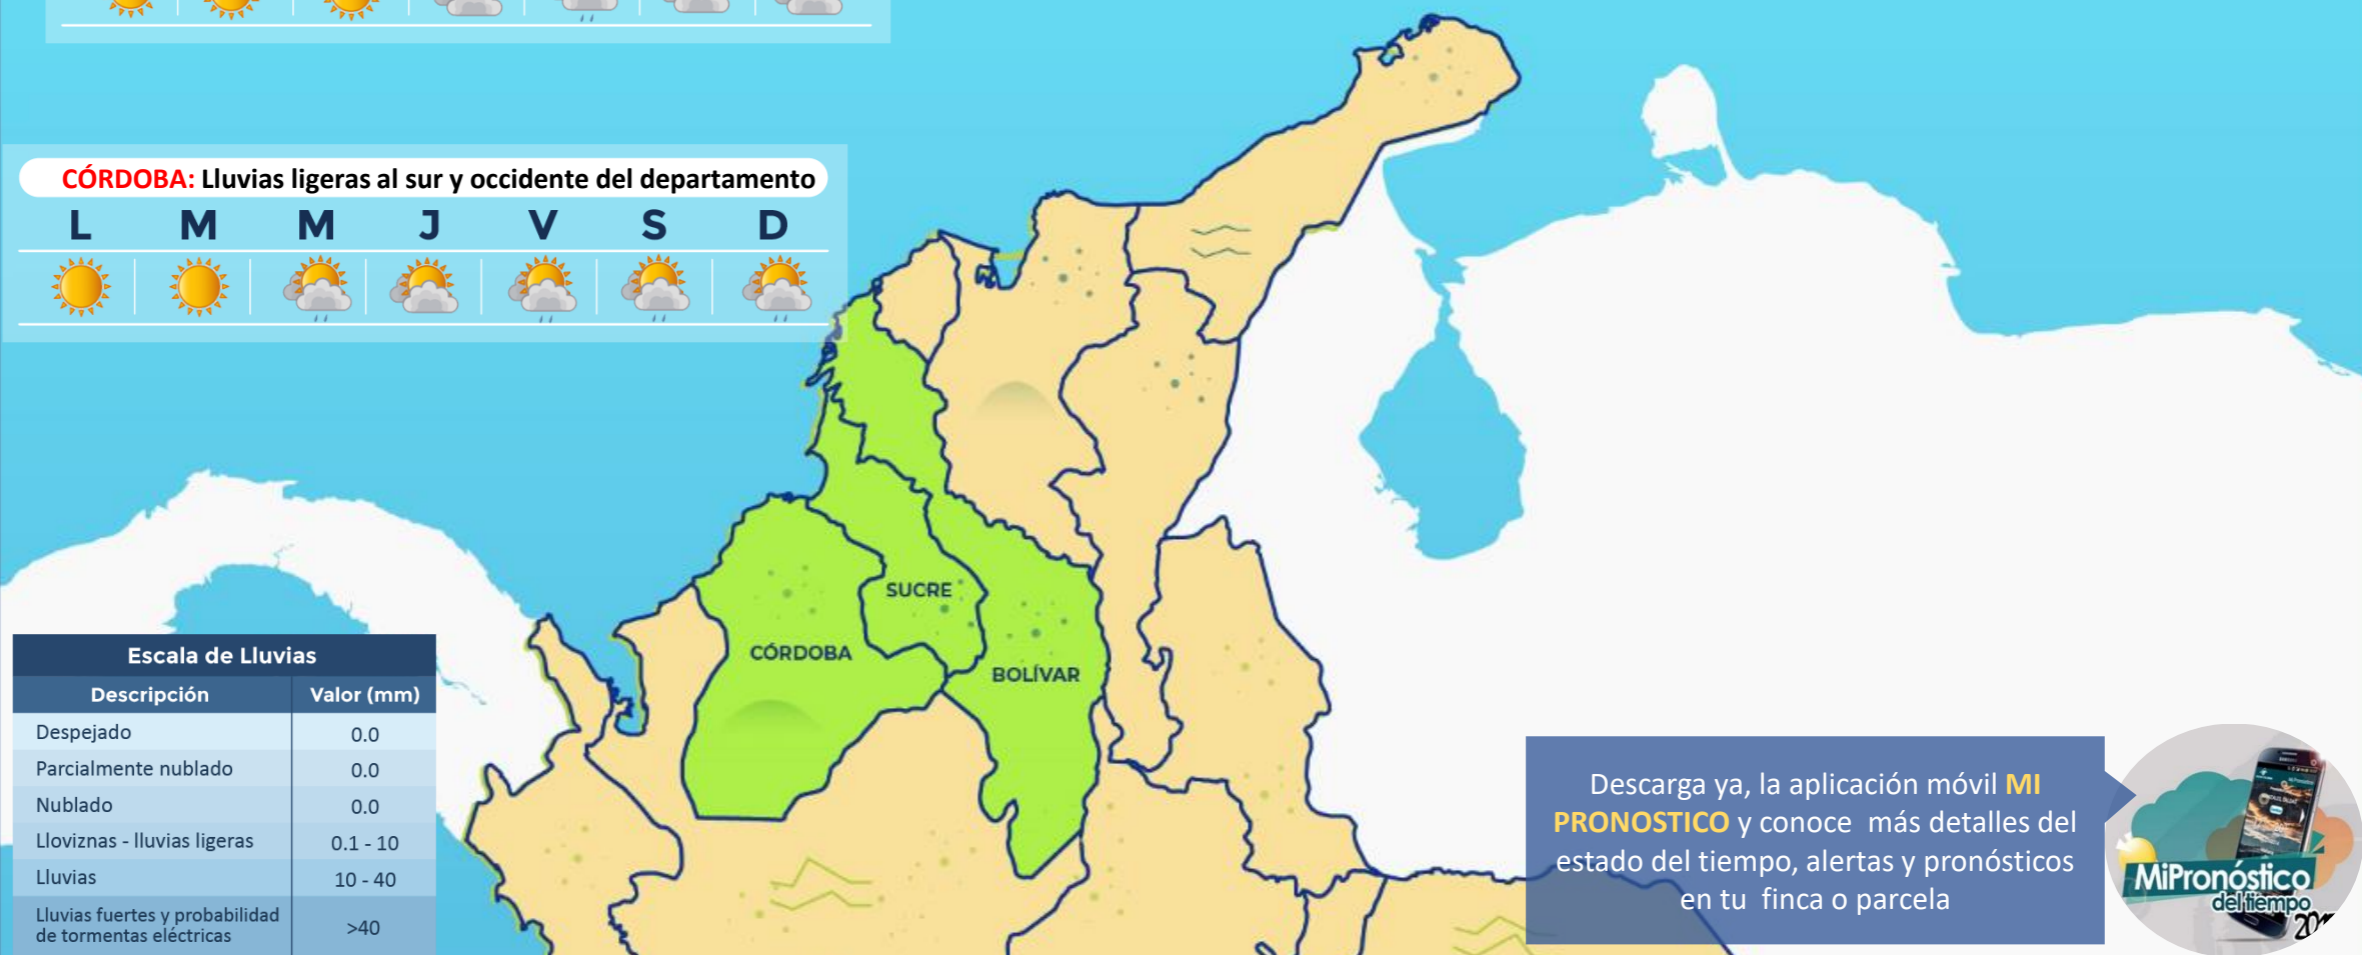 CÓRDOBA: Lluvias ligeras al sur y occidente del departamento
L M M J V S D
SUCRE
CÓRDOBA
BOLÍVAR
Escala de Lluvias
Descripción Valor (mm)
Despejado 0.0
Parcialmente nublado 0.0
Nublado 0.0
Lloviznas - lluvias ligeras 0.1 - 10
Lluvias 10 - 40
Lluvias fuertes y probabilidad
de tormentas eléctricas >40
Descarga ya, la aplicación móvil MI
PRONOSTICO y conoce más detalles del
estado del tiempo, alertas y pronósticos
en tu finca o parcela
MiPronóstico
del tiempo